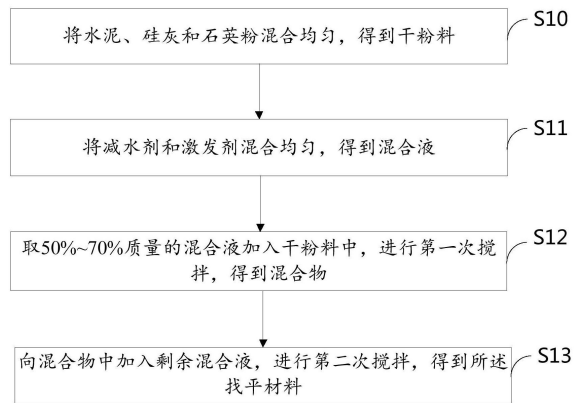 S10
将水泥、硅灰和石英粉混合均匀，得到干粉料
S11
将减水剂和激发剂混合均匀，得到混合液
S12
取50%~70%质量的混合液加入干粉料中，进行第一次搅
拌，得到混合物
S13
向混合物中加入剩余混合液，进行第二次搅拌，得到所述
找平材料